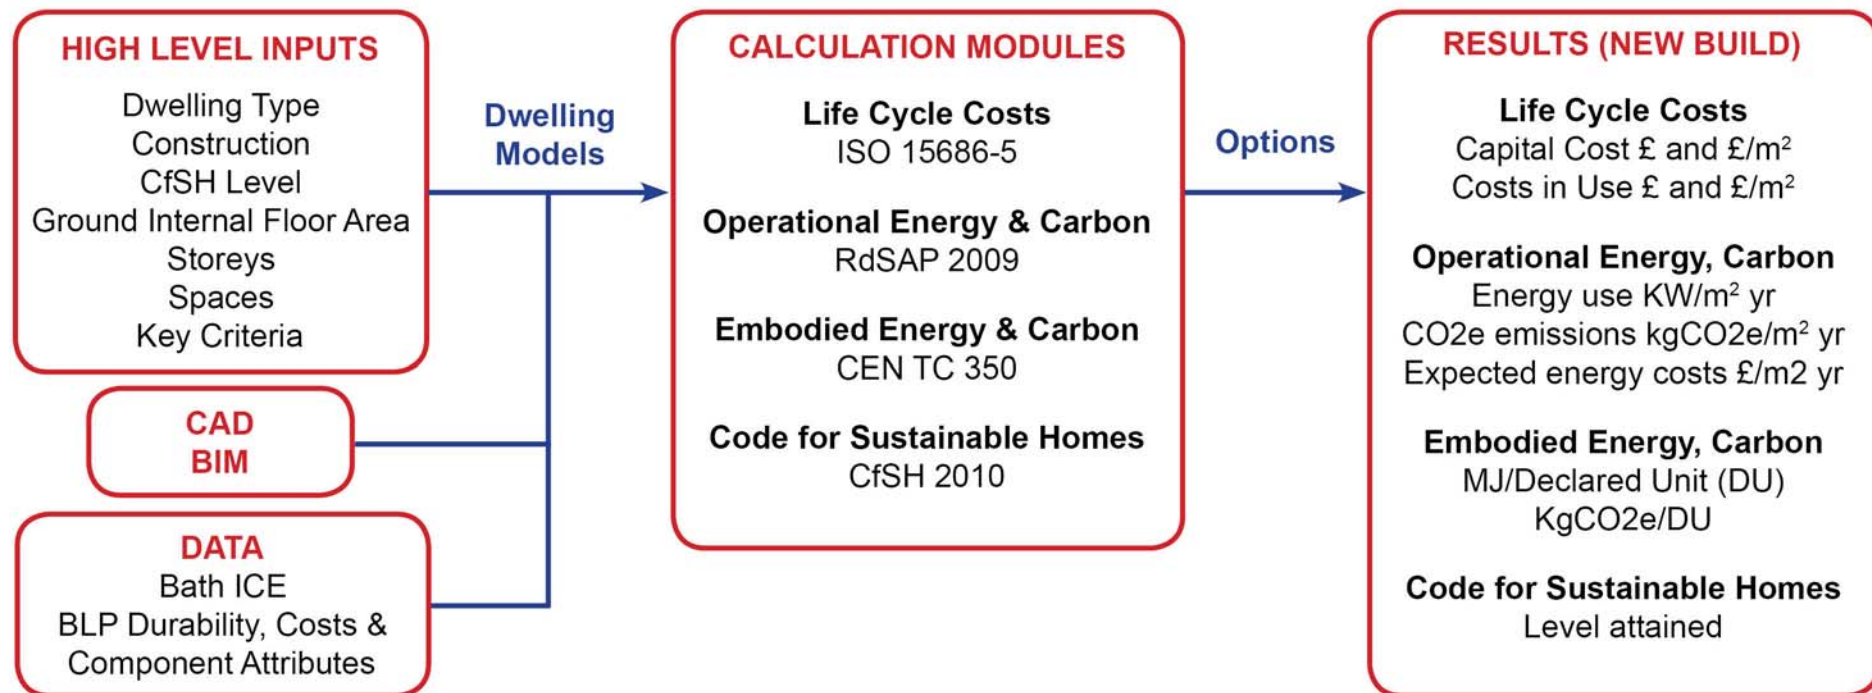 HIGH LEVEL INPUTS
Dwelling Type
Construction
CfSH Level
Ground Internal Floor Area
Storeys
Spaces
Key Criteria
CAD
BIM
DATA
Bath ICE
BLP Durability, Costs &
Component Attributes
Dwelling
Models
CALCULATION MODULES
Life Cycle Costs
ISO 15686-5
Operational Energy & Carbon
RdSAP 2009
Embodied Energy & Carbon
CEN TC 350
Code for Sustainable Homes
CfSH 2010
Options
RESULTS (NEW BUILD)
Life Cycle Costs
Capital Cost £ and £/m²
Costs in Use £ and £/m²
Operational Energy, Carbon
Energy use KW/m² yr
CO2e emissions kgCO2e/m² yr
Expected energy costs £/m2 yr
Embodied Energy, Carbon
MJ/Declared Unit (DU)
KgCO2e/DU
Code for Sustainable Homes
Level attained